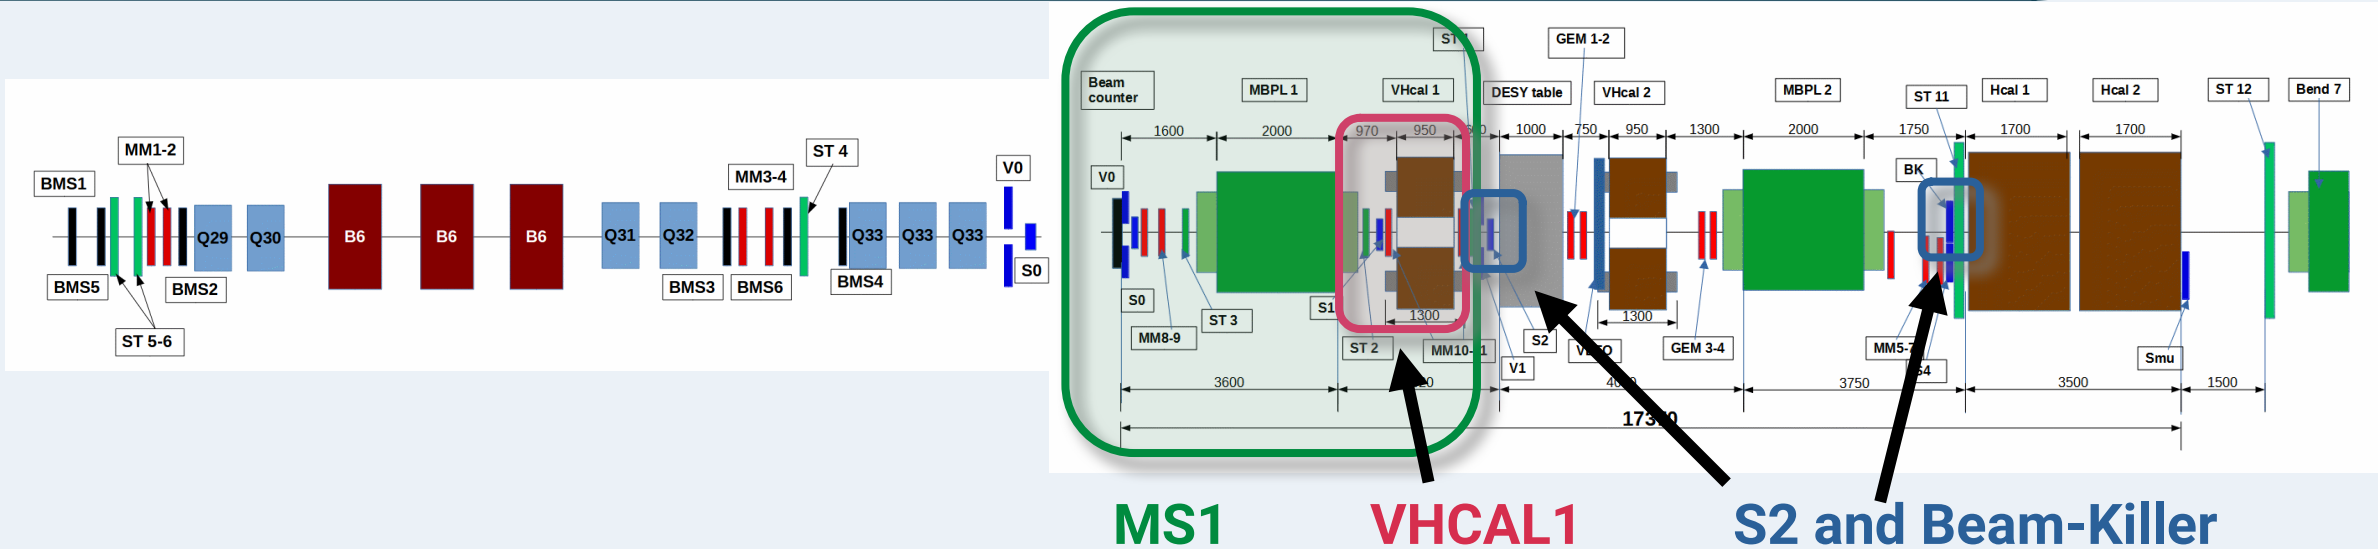 BMS1
MM1-2
BMS5
ST 5-6
BMS2
Q29
Q30
B6
B6
B6
Q31
Q32
MM3-4
ST 4
BMS3
BMS6
BMS4
Q33
Q33
Q33
V0
S0
Beam
counter
MBPL 1
VHcal 1
DESY table
GEM 1-2
VHcal 2
MBPL 2
ST 11
Hcal 1
Hcal 2
ST 12
Bend 7
1600
2000
970
950
1000
750
950
1300
2000
1750
1700
1700
V0
BK
S0
MM8-9
ST 3
S1
1300
ST 2
S2
V1
1300
GEM 3-4
Smu
3600
3750
3500
1500
MS1
VHCAL1
S2 and Beam-Killer